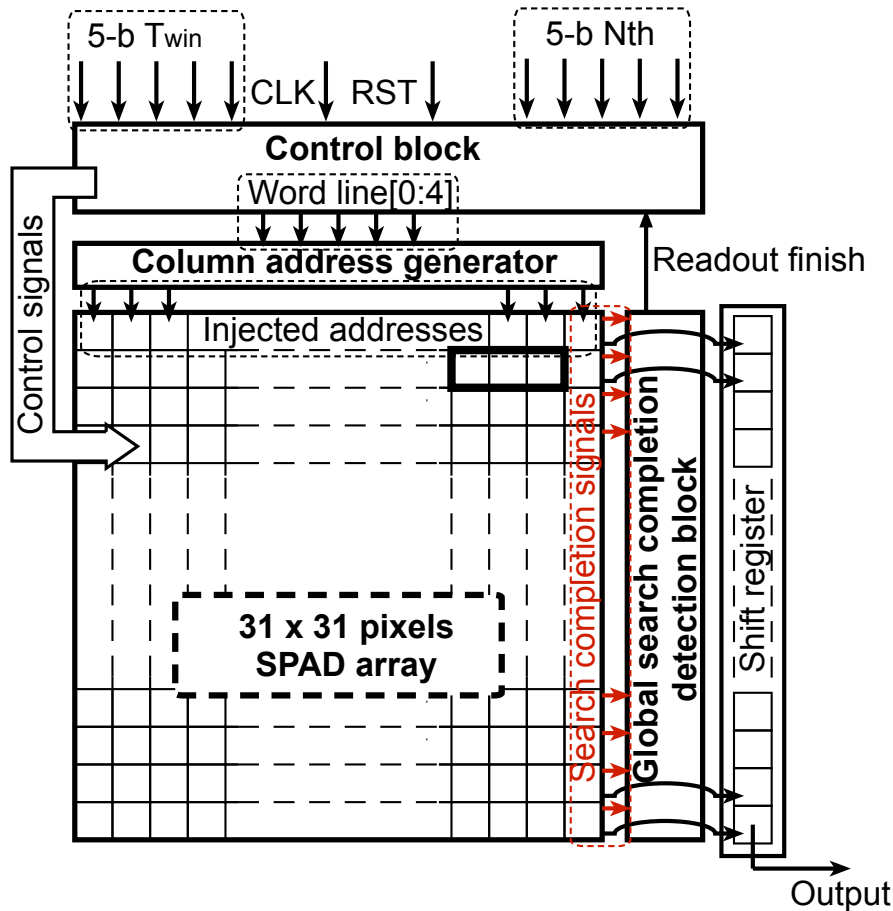 5-b Twin
5-b Nth
CLK
RST
Control block
Word line[0:4]
Column address generator
Readout finish
Injected addresses
Control signals
Search completion signals
Global search completion
detection block
Shift register
31 x 31 pixels
SPAD array
Output